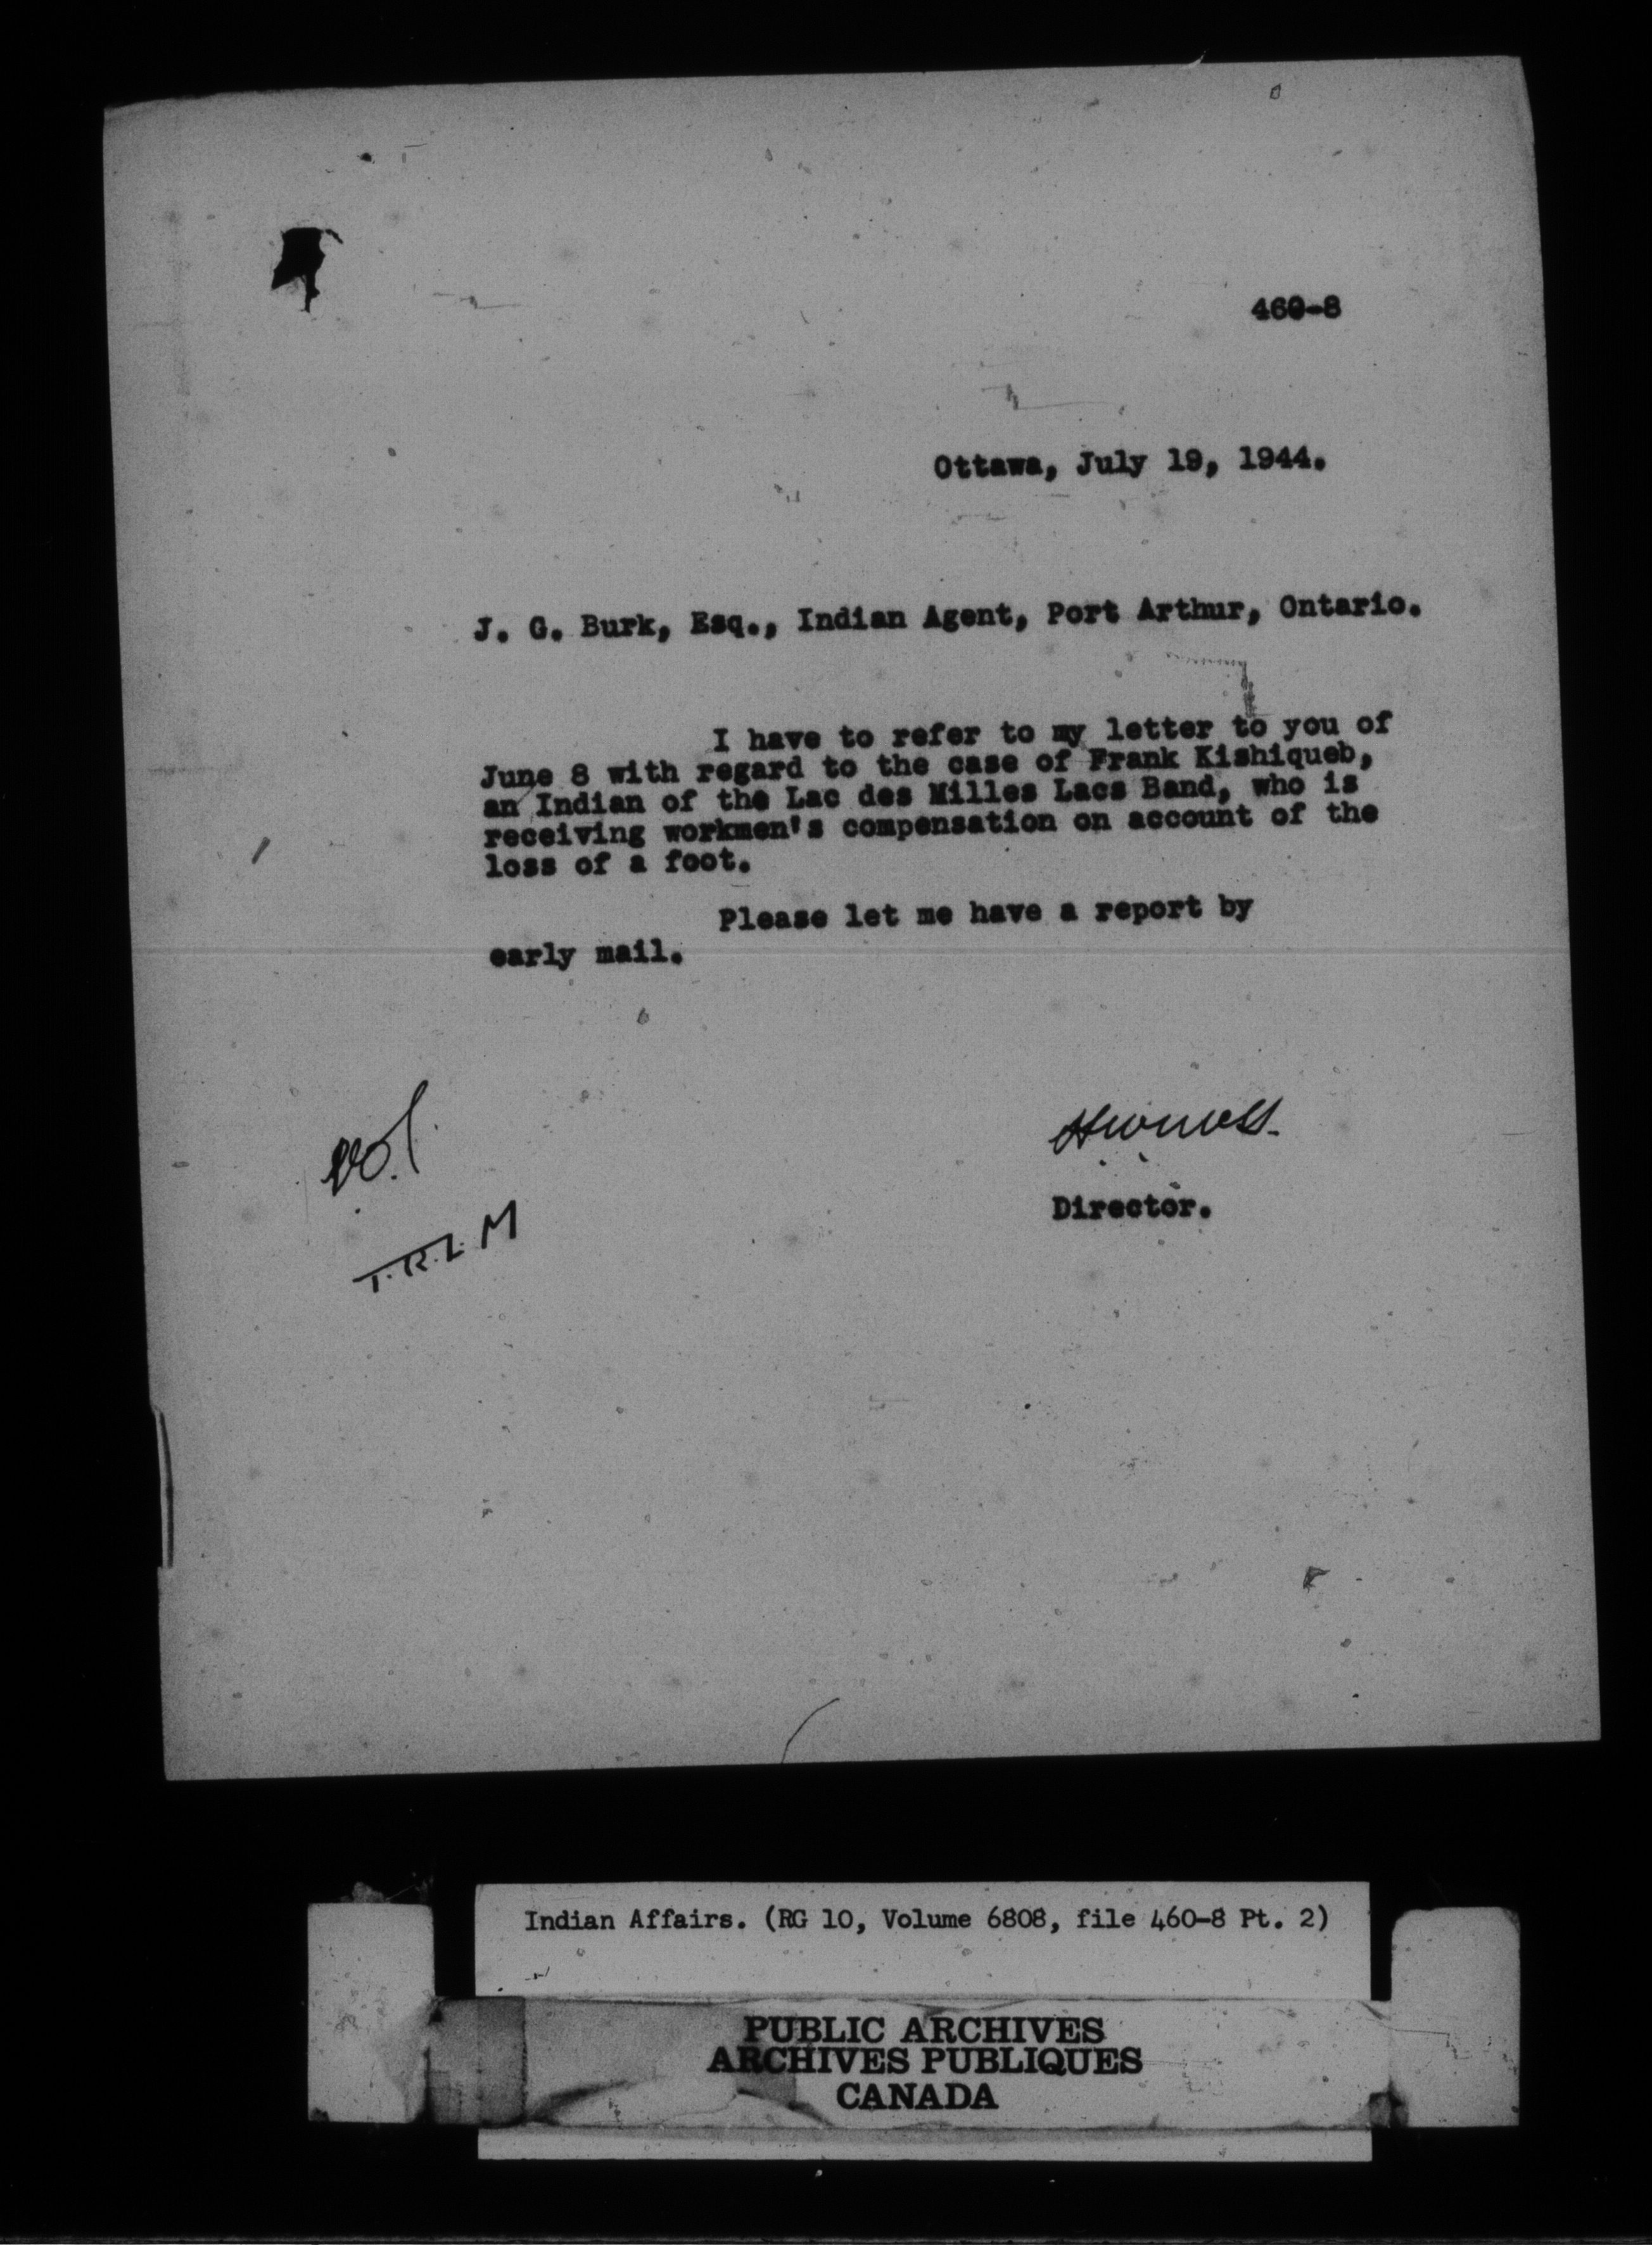 460-8
Ottawa, July 19, 1944.
J. G. Burk, Esq., Indian Agent, Port Arthur, Ontario.
I have to refer to my letter to you of
June 8 with regard to the case of Frank Kishiqueb,
an Indian of the Lac des Milles Lacs Band, who is
receiving workmen's compensation on account of the
loss of a foot.
Please let me have a report by
early mail.
Director.
T.R.L.M
Indian Affairs. (RG 10, Volume 6808, file 460-8 Pt. 2)
PUBLIC ARCHIVES
ARCHIVES PUBLIQUES
CANADA